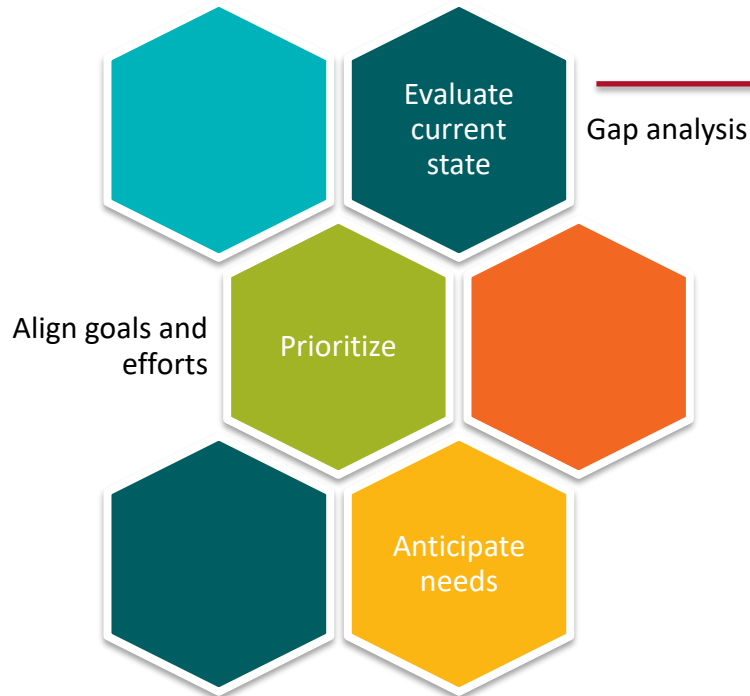 Evaluate
current
state
Gap analysis
Align goals and
efforts
Prioritize
Anticipate
needs